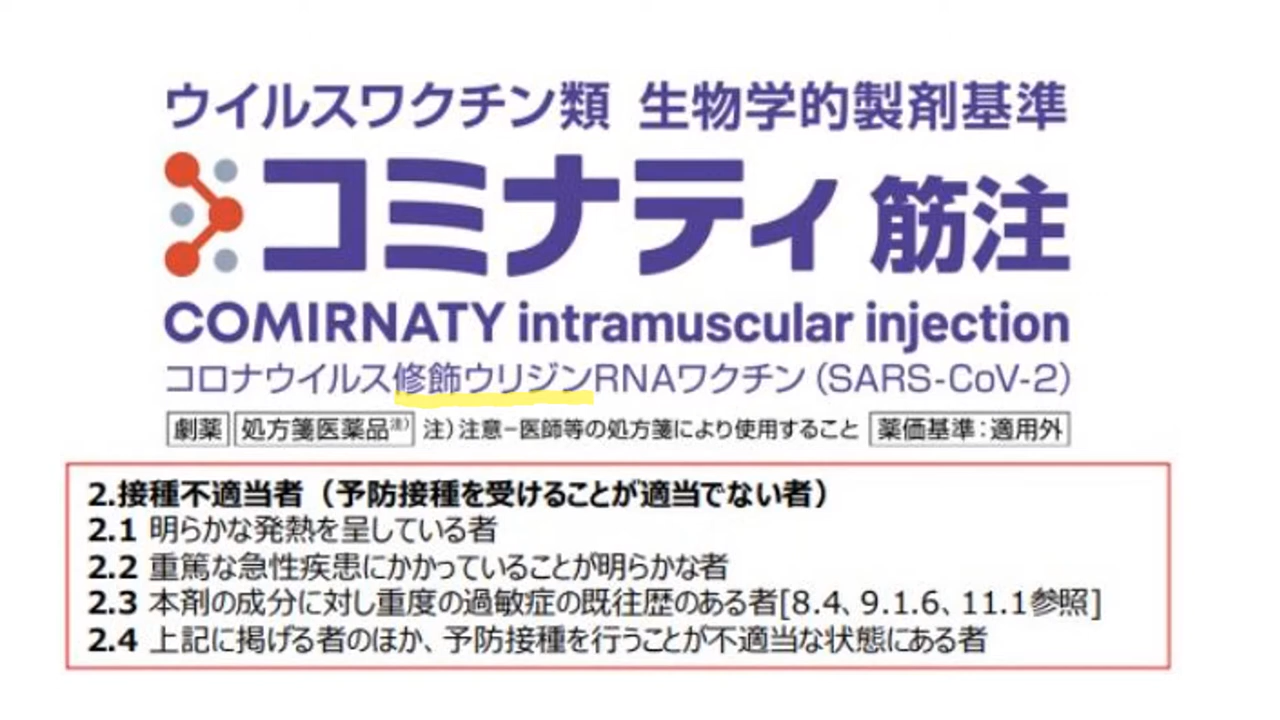 ウイルスワクチン類 生物学的製剤基準
コミナティ 筋注
COMIRNATY intramuscular injection
コロナウイルス修飾ウリジンRNAワクチン（SARS-CoV-2）
劇薬 処方箋医薬品注） 注）注意－医師等の処方箋により使用すること 薬価基準：適用外
2.接種不適当者（予防接種を受けることが適当でない者）
2.1 明らかな発熱を呈している者
2.2 重篤な急性疾患にかかっていることが明らかな者
2.3 本剤の成分に対し重度の過敏症の既往歴のある者[8.4、9.1.6、11.1参照]
2.4 上記に掲げる者のほか、予防接種を行うことが不適当な状態にある者